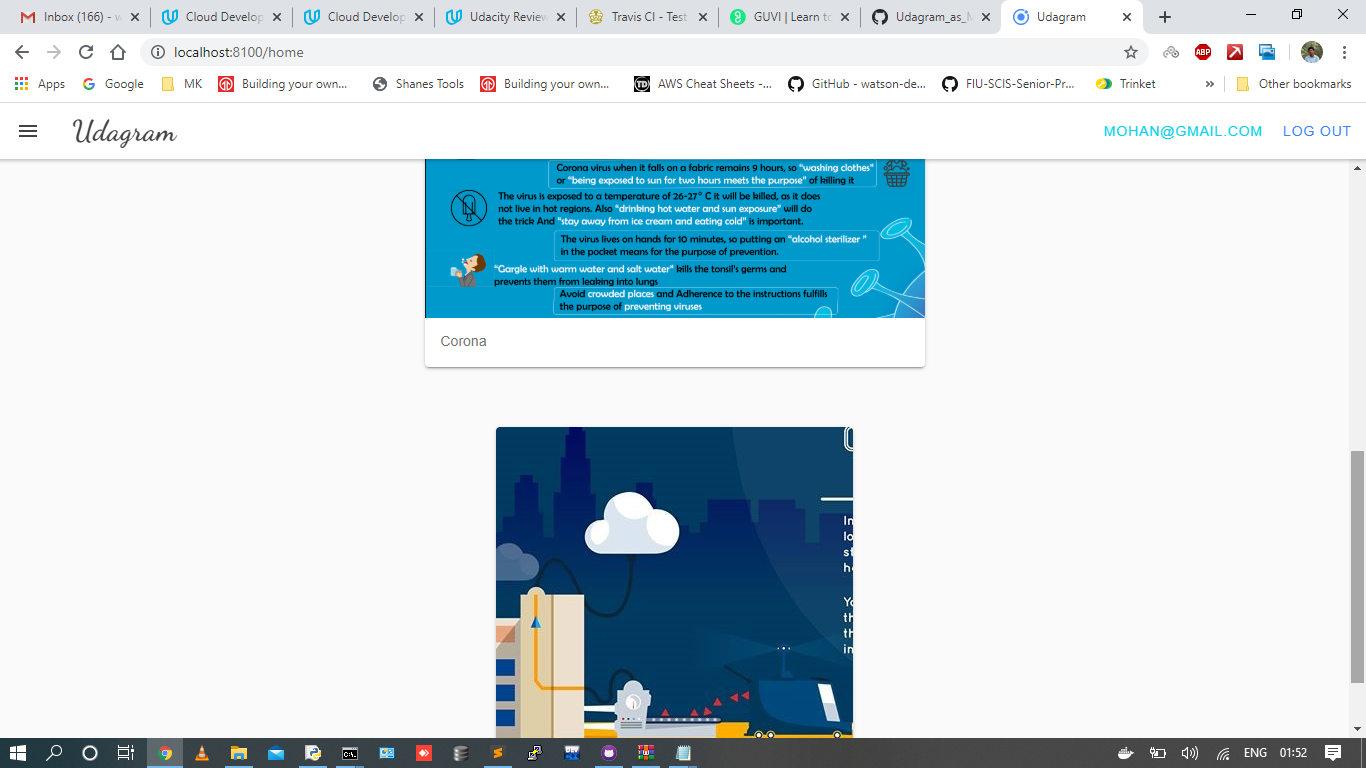 Inbox (166) - w
Cloud Develop
Cloud Develop
Udacity Review
Travis CI - Test
GUVI | Learn to
Udagram_as_M
Udagram
localhost:8100/home
ABP
Apps
Google
MK
Building your own...
Shanes Tools
Building your own...
TD
AWS Cheat Sheets -...
GitHub - watson-de...
FIU-SCIS-Senior-Pr...
Trinket
»
Other bookmarks
Udagram
MOHAN@GMAIL.COM
LOG OUT
Corona virus when it falls on a fabric remains 9 hours, so "washing clothes"
or "being exposed to sun for two hours meets the purpose" of killing it
The virus is exposed to a temperature of 26-27° C it will be killed, as it does
not live in hot regions. Also "drinking hot water and sun exposure" will do
the trick And "stay away from ice cream and eating cold" is important.
The virus lives on hands for 10 minutes, so putting an "alcohol sterilizer "
in the pocket means for the purpose of prevention.
"Gargle with warm water and salt water" kills the tonsil's germs and
prevents them from leaking into lungs
Avoid crowded places and Adherence to the instructions fulfills
the purpose of preventing viruses
Corona
ENG
01:52